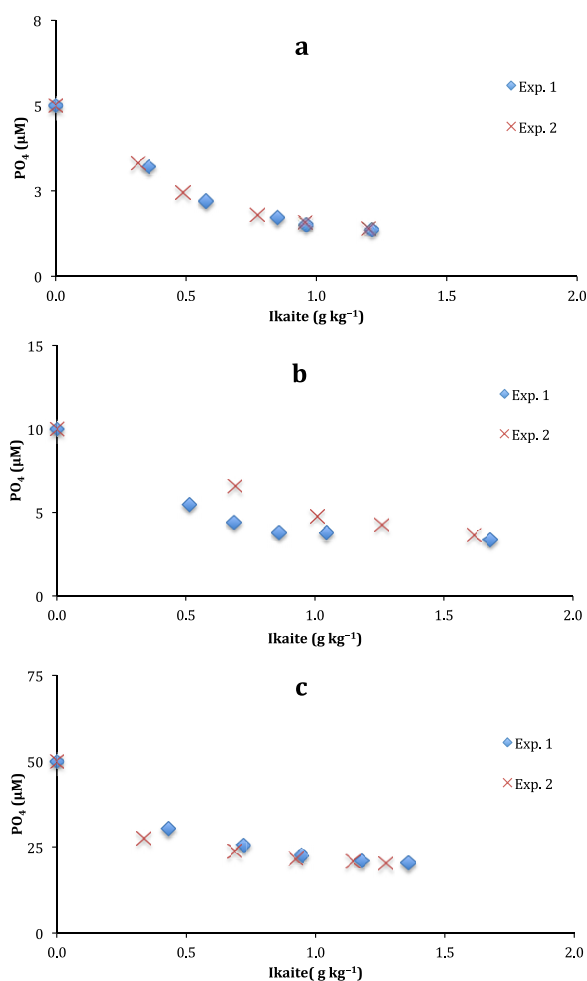 a
8
5
3
0
PO4 (μM)
Exp. 1
Exp. 2
0.0 0.5 1.0 1.5 2.0
Ikaite (g kg⁻¹)
b
15
10
5
0
PO4 (μM)
Exp. 1
Exp. 2
0.0 0.5 1.0 1.5 2.0
Ikaite (g kg⁻¹)
c
75
50
25
0
PO4 (μM)
Exp. 1
Exp. 2
0.0 0.5 1.0 1.5 2.0
Ikaite( g kg⁻¹)